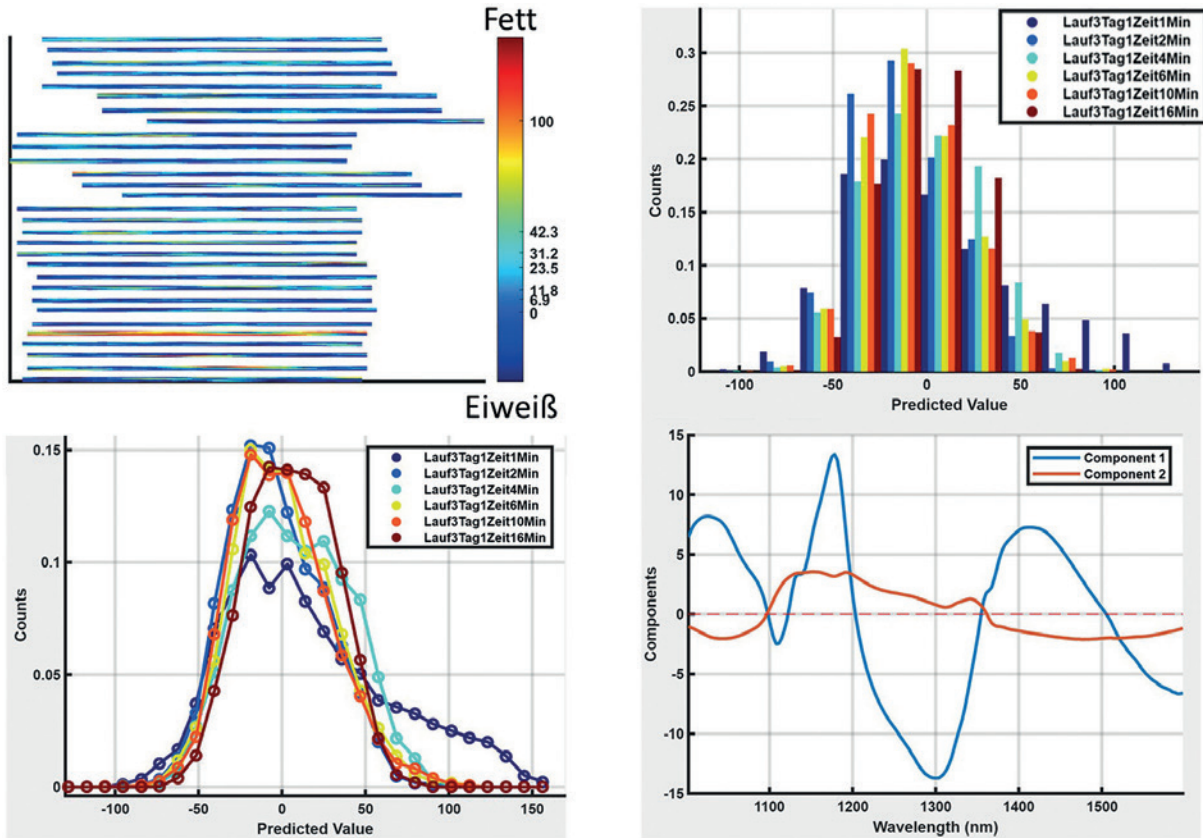 Fett
100
42.3
31.2
23.5
11.8
6.9
0
Eiweiß
Lauf3Tag1Zeit1Min
Lauf3Tag1Zeit2Min
Lauf3Tag1Zeit4Min
Lauf3Tag1Zeit6Min
Lauf3Tag1Zeit10Min
Lauf3Tag1Zeit16Min
0.3
0.25
0.2
0.15
0.1
0.05
0
Counts
-100 -50 0 50 100
Predicted Value
Lauf3Tag1Zeit1Min
Lauf3Tag1Zeit2Min
Lauf3Tag1Zeit4Min
Lauf3Tag1Zeit6Min
Lauf3Tag1Zeit10Min
Lauf3Tag1Zeit16Min
0.15
0.1
0.05
0
Counts
-100 -50 0 50 100 150
Predicted Value
Component 1
Component 2
15
10
5
0
-5
-10
-15
Components
1100 1200 1300 1400 1500
Wavelength (nm)